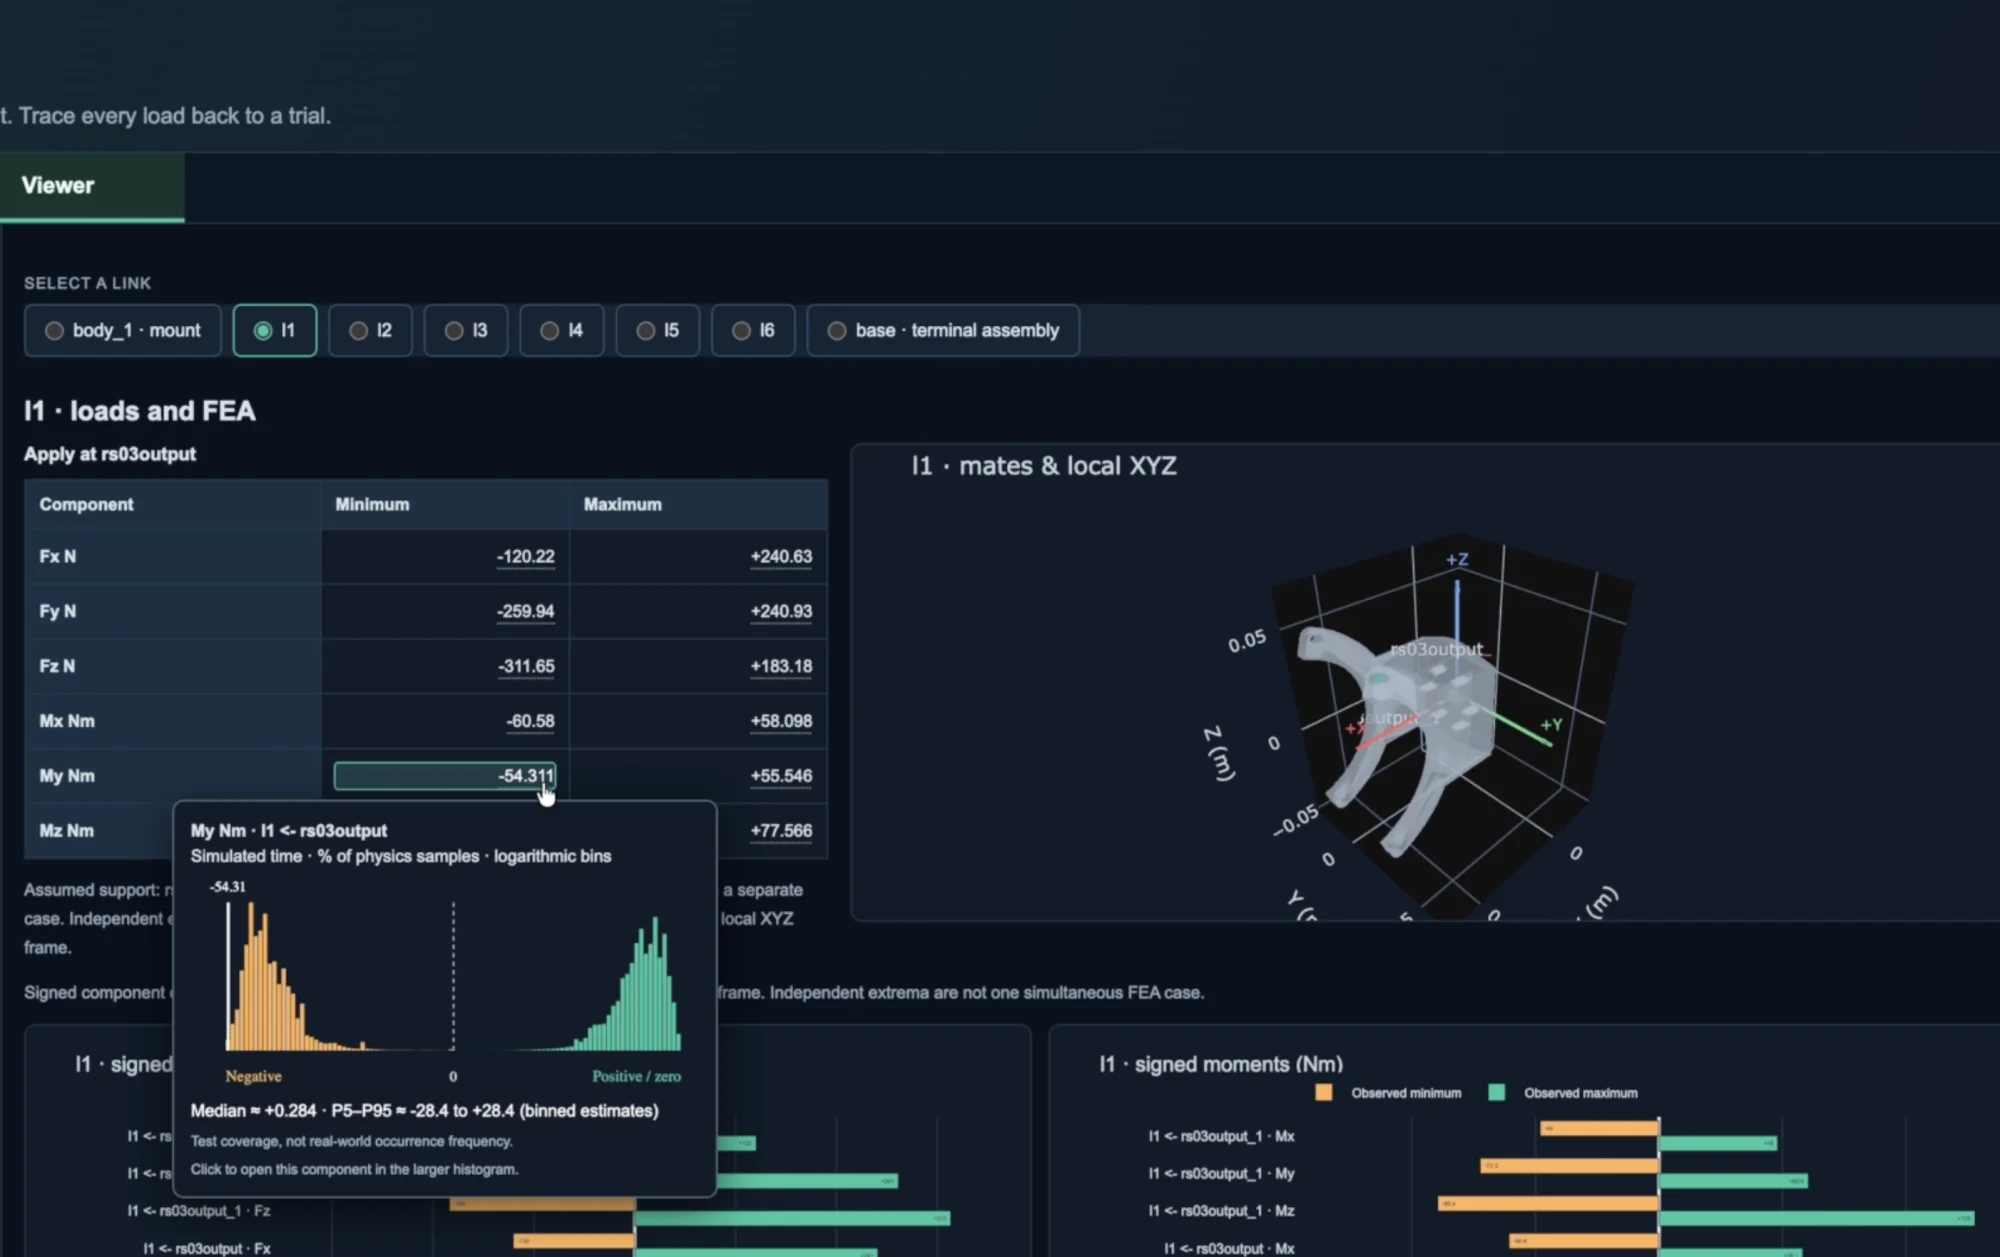 t. Trace every load back to a trial.
Viewer
SELECT A LINK
body_1 · mount
l1
l2
l3
l4
l5
l6
base · terminal assembly
l1 · loads and FEA
Apply at rs03output
Component Minimum Maximum
Fx N -120.22 +240.63
Fy N -259.94 +240.93
Fz N -311.65 +183.18
Mx Nm -60.58 +58.098
My Nm -54.311 +55.546
Mz Nm +77.566
l1 · mates & local XYZ
+Z
0.05
rs03output_
+X
+Y
Z (m)
0
-0.05
0
0
(m)
0
My Nm · l1 <- rs03output
Simulated time · % of physics samples · logarithmic bins
-54.31
Negative 0 Positive / zero
Median ≈ +0.284 · P5–P95 ≈ -28.4 to +28.4 (binned estimates)
Test coverage, not real-world occurrence frequency.
Click to open this component in the larger histogram.
Assumed support: a separate
case. Independent local XYZ
frame.
Signed component frame. Independent extrema are not one simultaneous FEA case.
l1 · signed
l1 <- rs
l1 <- rs
l1 <- rs03output_1 · Fz
l1 <- rs03output · Fx
l1 · signed moments (Nm)
Observed minimum Observed maximum
l1 <- rs03output_1 · Mx
l1 <- rs03output_1 · My
l1 <- rs03output_1 · Mz
l1 <- rs03output · Mx